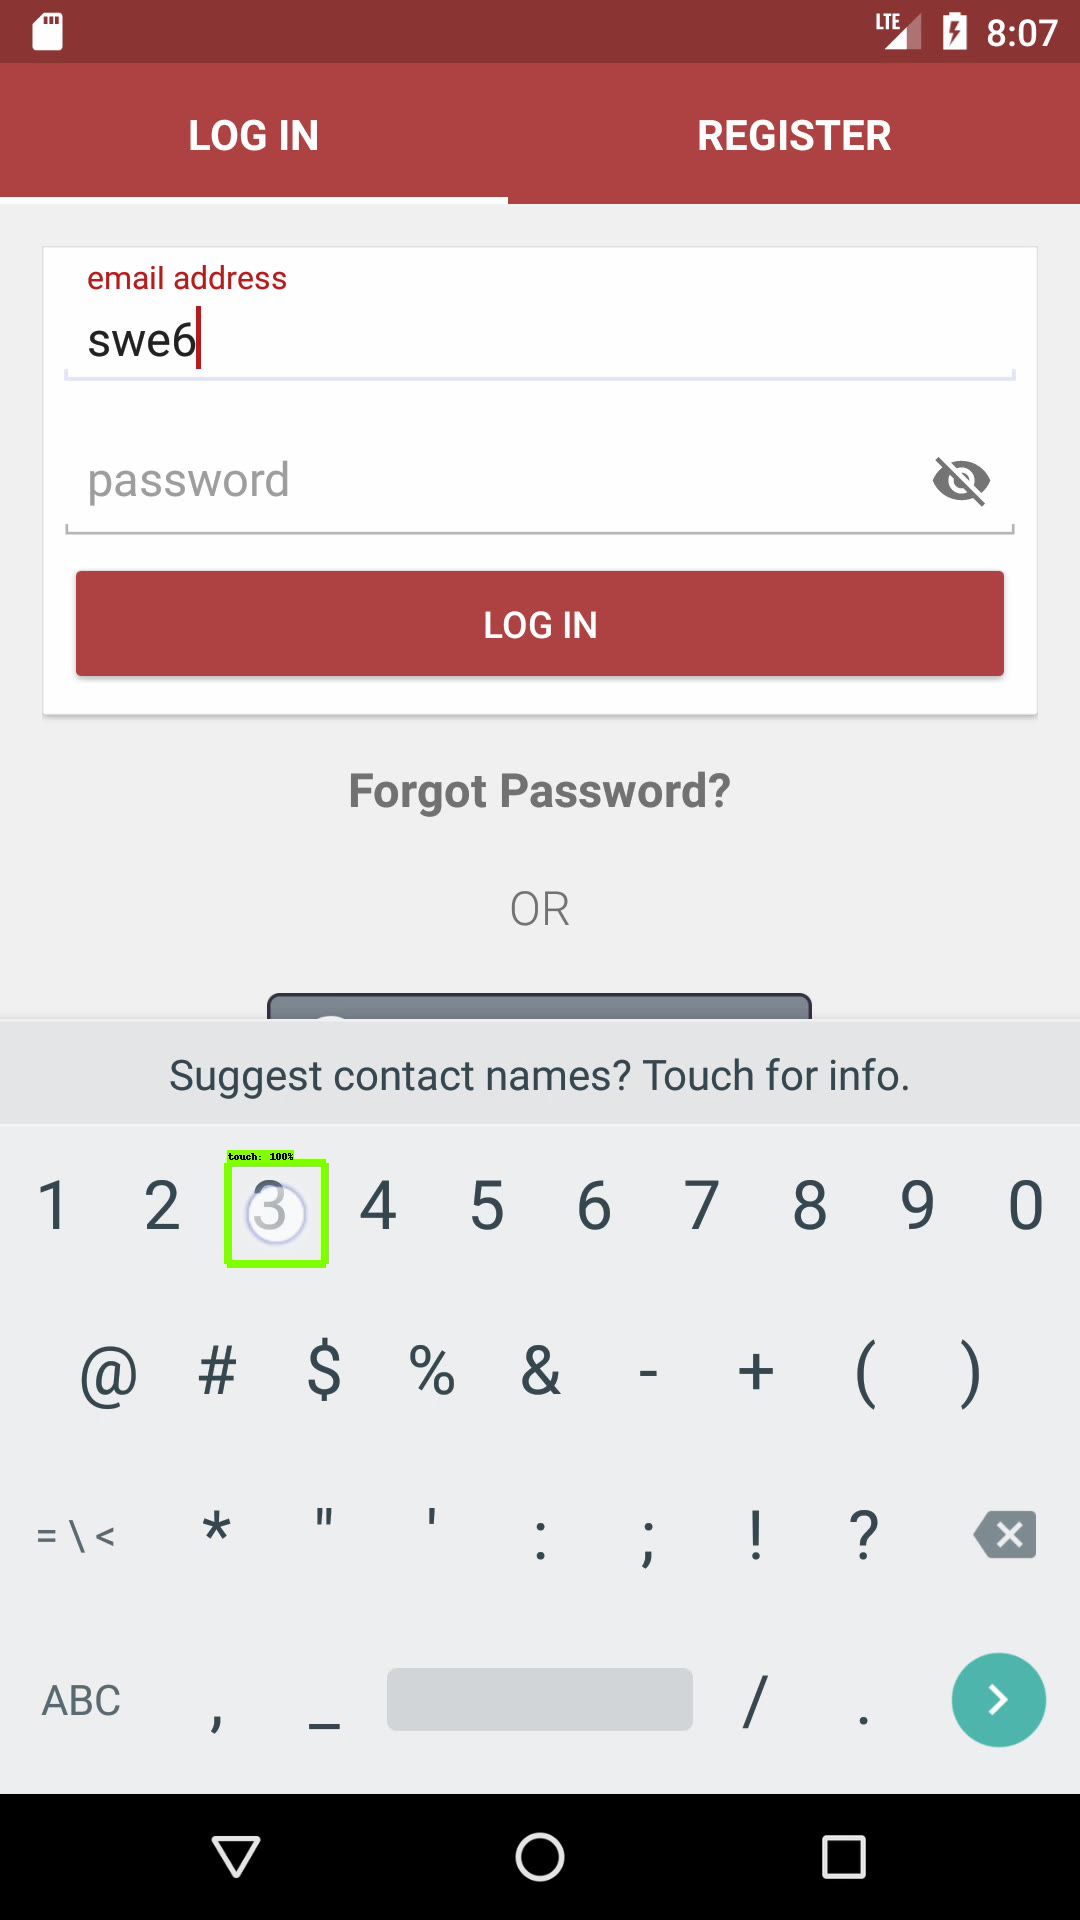 LTE 8:07
LOG IN REGISTER
email address
swe6
password
LOG IN
Forgot Password?
OR
Suggest contact names? Touch for info.
touch: 100%
1 2 3 4 5 6 7 8 9 0
@ # $ % & - + ( )
= \ < * " ' : ; ! ?
ABC , _ / .